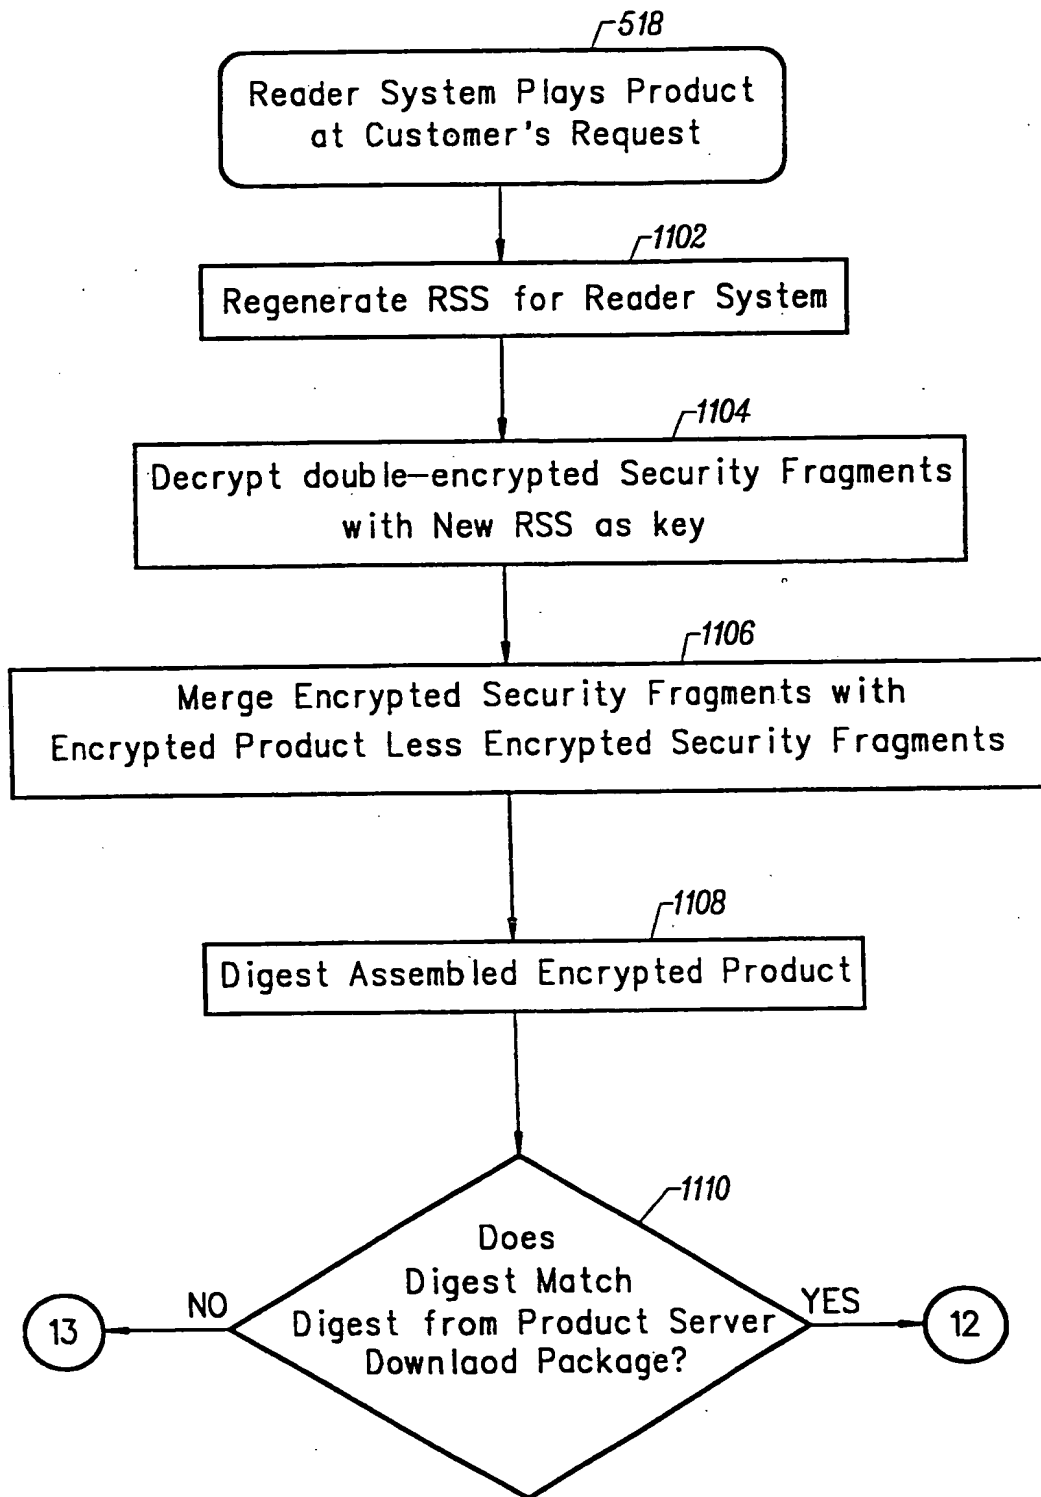 518
Reader System Plays Product
at Customer's Request
1102
Regenerate RSS for Reader System
1104
Decrypt double-encrypted Security Fragments
with New RSS as key
1106
Merge Encrypted Security Fragments with
Encrypted Product Less Encrypted Security Fragments
1108
Digest Assembled Encrypted Product
1110
Does
Digest Match
Digest from Product Server
Downlaod Package?
NO
YES
13
12